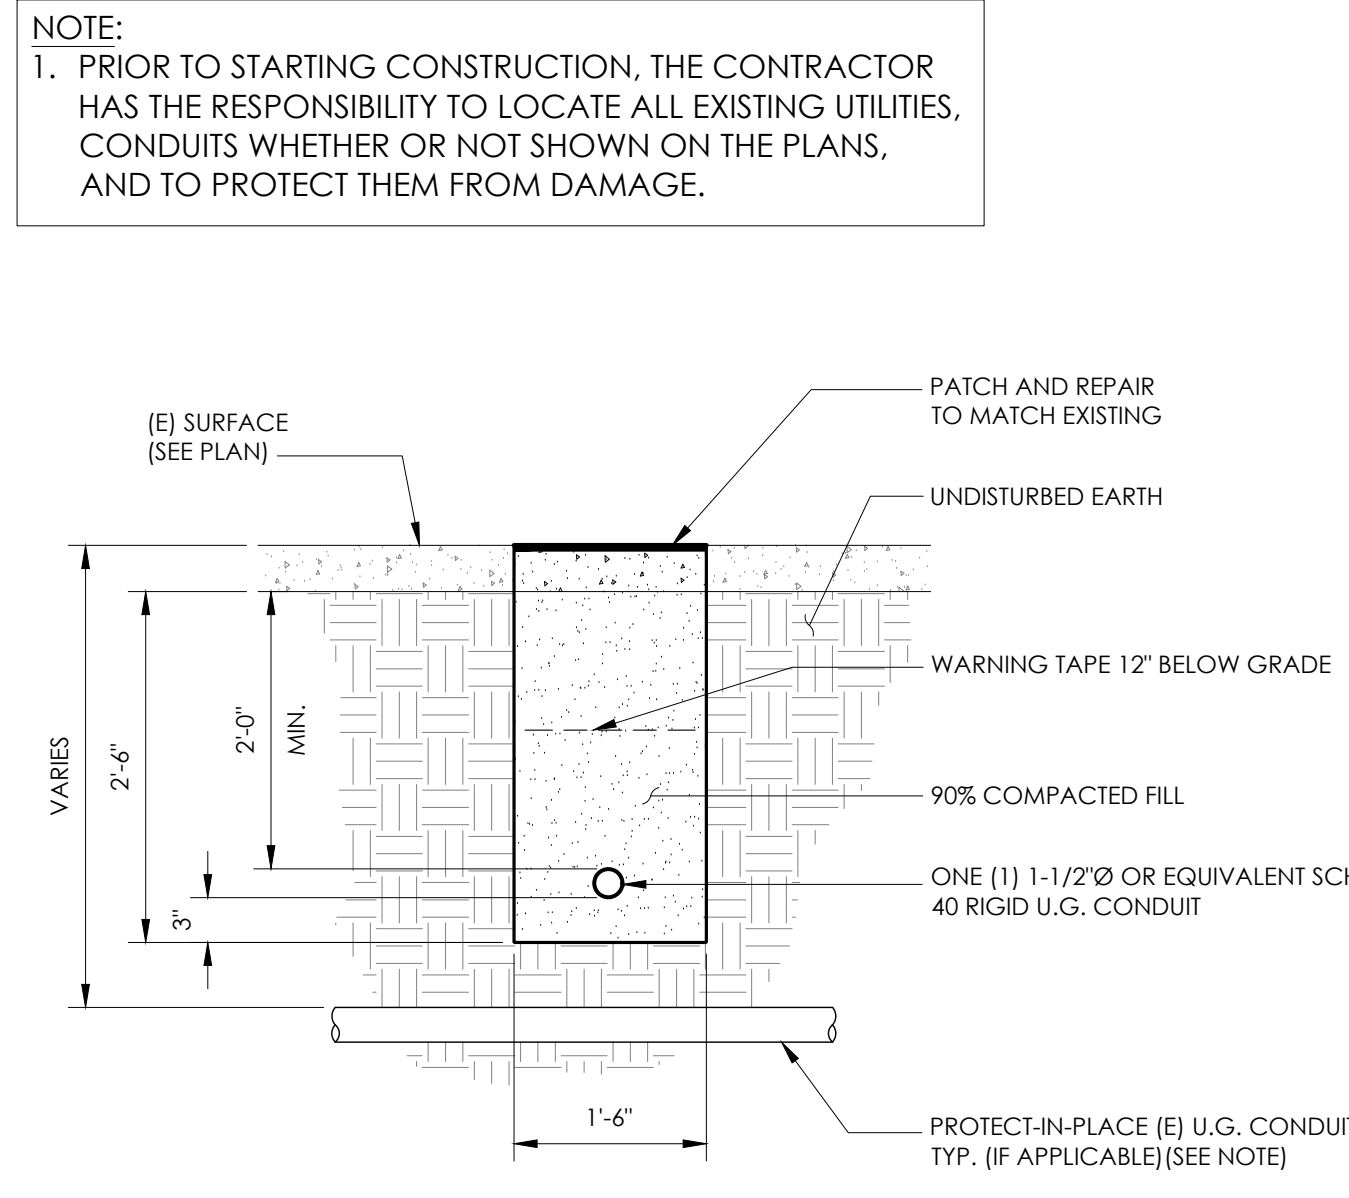 NOTE:
1. PRIOR TO STARTING CONSTRUCTION, THE CONTRACTOR
HAS THE RESPONSIBILITY TO LOCATE ALL EXISTING UTILITIES,
CONDUITS WHETHER OR NOT SHOWN ON THE PLANS,
AND TO PROTECT THEM FROM DAMAGE.
PATCH AND REPAIR
TO MATCH EXISTING
(E) SURFACE
(SEE PLAN)
UNDISTURBED EARTH
WARNING TAPE 12" BELOW GRADE
VARIES
2'-6"
2'-0"
MIN.
90% COMPACTED FILL
ONE (1) 1-1/2"Ø OR EQUIVALENT SCH
40 RIGID U.G. CONDUIT
3"
1'-6"
PROTECT-IN-PLACE (E) U.G. CONDUIT
TYP. (IF APPLICABLE)(SEE NOTE)